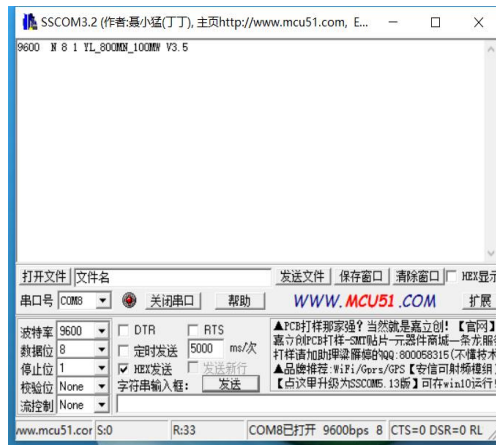 SSCOM3.2 (作者:聂小猛(丁丁), 主页http://www.mcu51.com, E...
9600 N 8 1 YL_800MN_100MW V3.5
打开文件 文件名 发送文件 保存窗口 清除窗口 HEX显示
串口号 COM8 关闭串口 帮助 WWW.MCU51.COM 扩展
波特率 9600 DTR RTS
数据位 8 定时发送 5000 ms/次
停止位 1 HEX发送 发送新行
校验位 None 字符串输入框: 发送
流控制 None
▲PCB打样那家强? 当然就是嘉立创! 【官网】
嘉立创PCB打样-SMT贴片-元器件商城-条龙服
打样请加助理梁雁婷的QQ:800058315(不懂技术
▲品牌推荐:WiFi/Gprs/GPS【安信可射频模组】
【点这里升级为SSCOM5.13版】可在win10运行!
www.mcu51.cor S:0 R:33 COM8已打开 9600bps 8 CTS=0 DSR=0 RL